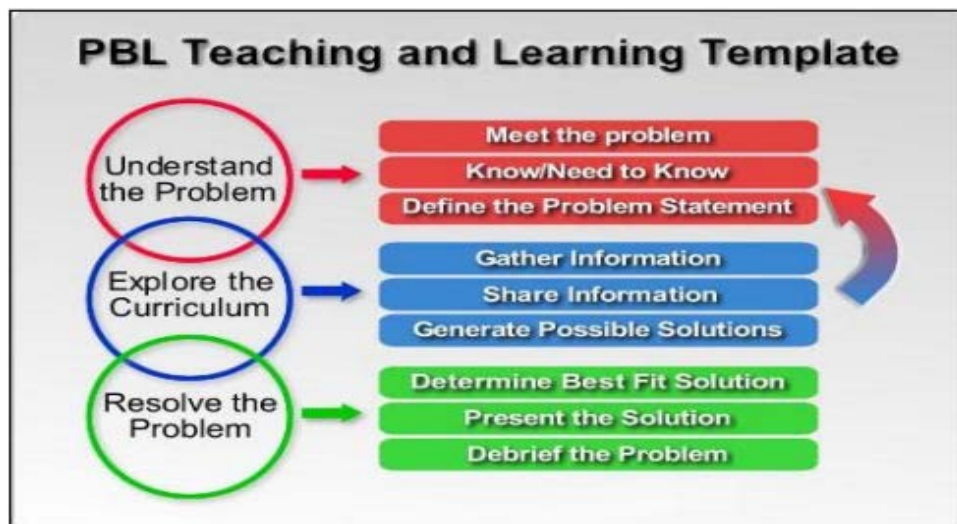 PBL Teaching and Learning Template
Understand
the Problem
Meet the problem
Know/Need to Know
Define the Problem Statement
Explore the
Curriculum
Gather Information
Share Information
Generate Possible Solutions
Resolve the
Problem
Determine Best Fit Solution
Present the Solution
Debrief the Problem